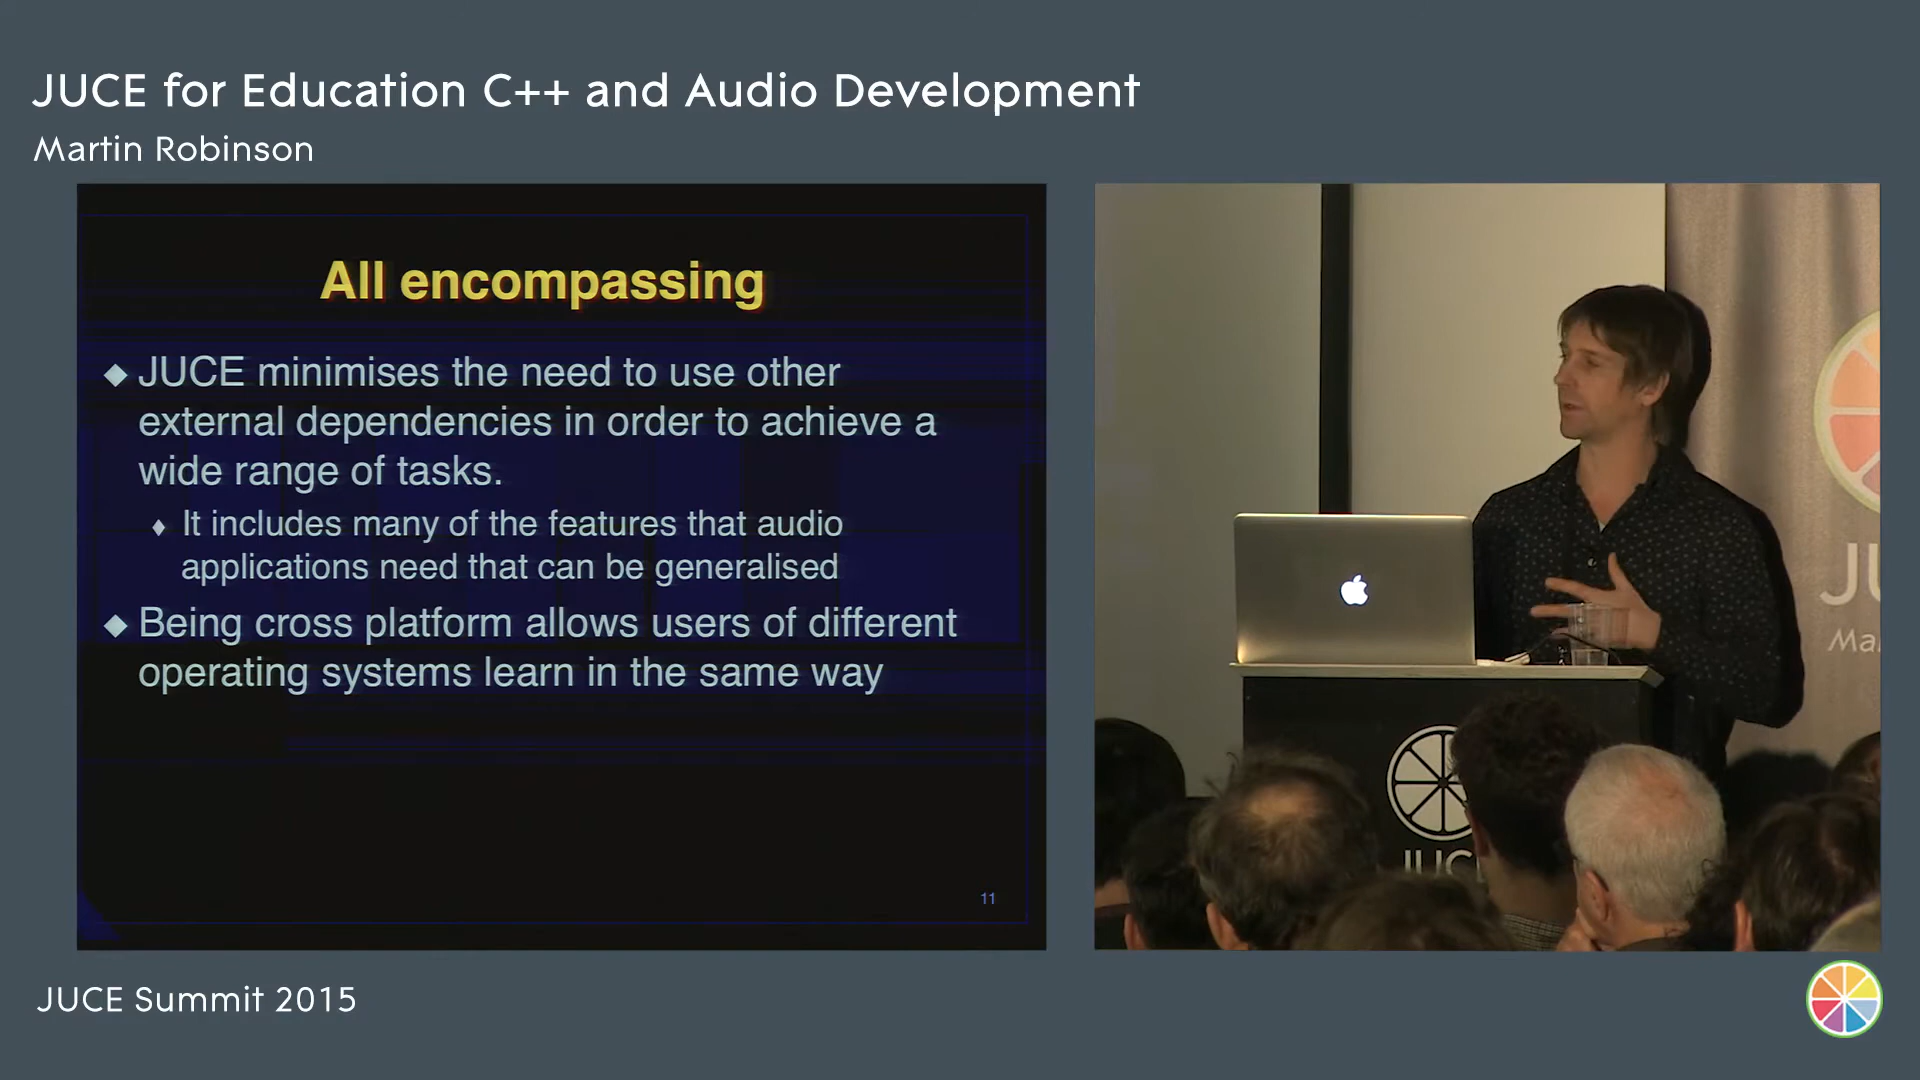 JUCE for Education C++ and Audio Development
Martin Robinson
All encompassing
◆ JUCE minimises the need to use other
external dependencies in order to achieve a
wide range of tasks.
♦ It includes many of the features that audio
applications need that can be generalised
◆ Being cross platform allows users of different
operating systems learn in the same way
11
JUCE
JUCE Summit 2015